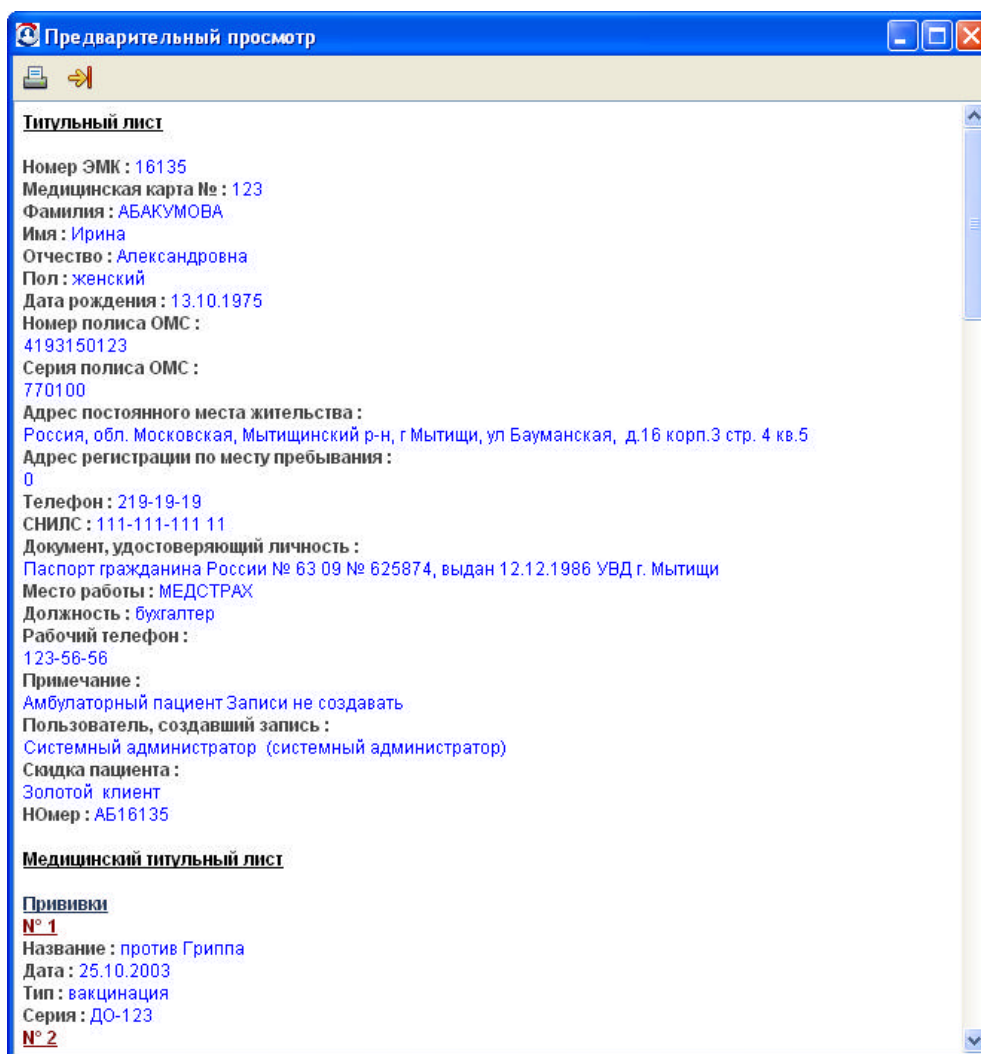 Предварительный просмотр
Титульный лист
Номер ЭМК : 16135
Медицинская карта № : 123
Фамилия : АБАКУМОВА
Имя : Ирина
Отчество : Александровна
Пол : женский
Дата рождения : 13.10.1975
Номер полиса ОМС :
4193150123
Серия полиса ОМС :
770100
Адрес постоянного места жительства :
Россия, обл. Московская, Мытищинский р-н, г Мытищи, ул Бауманская, д.16 корп.3 стр. 4 кв.5
Адрес регистрации по месту пребывания :
0
Телефон : 219-19-19
СНИЛС : 111-111-111 11
Документ, удостоверяющий личность :
Паспорт гражданина России № 63 09 № 625874, выдан 12.12.1986 УВД г. Мытищи
Место работы : МЕДСТРАХ
Должность : бухгалтер
Рабочий телефон :
123-56-56
Примечание :
Амбулаторный пациент Записи не создавать
Пользователь, создавший запись :
Системный администратор (системный администратор)
Скидка пациента :
Золотой клиент
НОмер : АБ16135
Медицинский титульный лист
Прививки
N° 1
Название : против Гриппа
Дата : 25.10.2003
Тип : вакцинация
Серия : ДО-123
N° 2